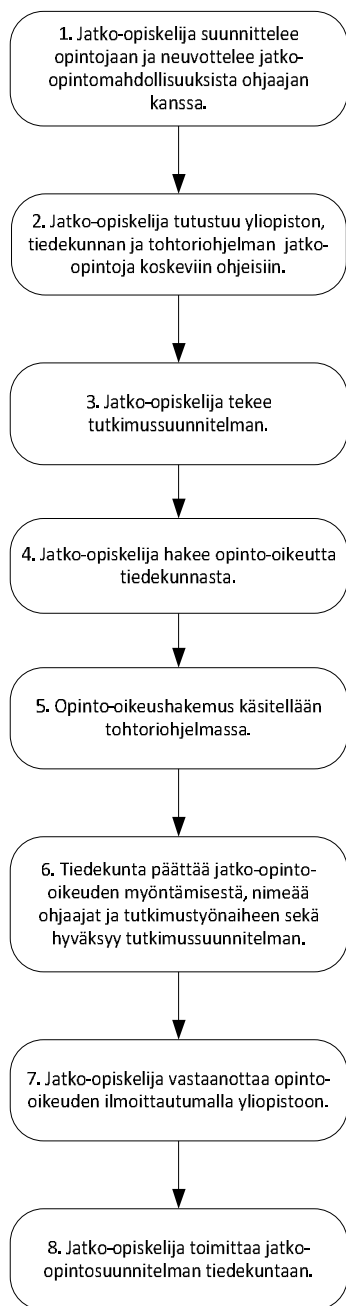 1. Jatko-opiskelija suunnittelee
opintojaan ja neuvottelee jatko-
opintomahdollisuuksista ohjaajan
kanssa.
2. Jatko-opiskelija tutustuu yliopiston,
tiedekunnan ja tohtoriohjelman jatko-
opintoja koskeviin ohjeisiin.
3. Jatko-opiskelija tekee
tutkimussuunnitelman.
4. Jatko-opiskelija hakee opinto-oikeutta
tiedekunnasta.
5. Opinto-oikeushakemus käsitellään
tohtoriohjelmassa.
6. Tiedekunta päättää jatko-opinto-
oikeuden myöntämisestä, nimeää
ohjaajat ja tutkimustyönaiheen sekä
hyväksyy tutkimussuunnitelman.
7. Jatko-opiskelija vastaanottaa opinto-
oikeuden ilmoittautumalla yliopistoon.
8. Jatko-opiskelija toimittaa jatko-
opintosuunnitelman tiedekuntaan.